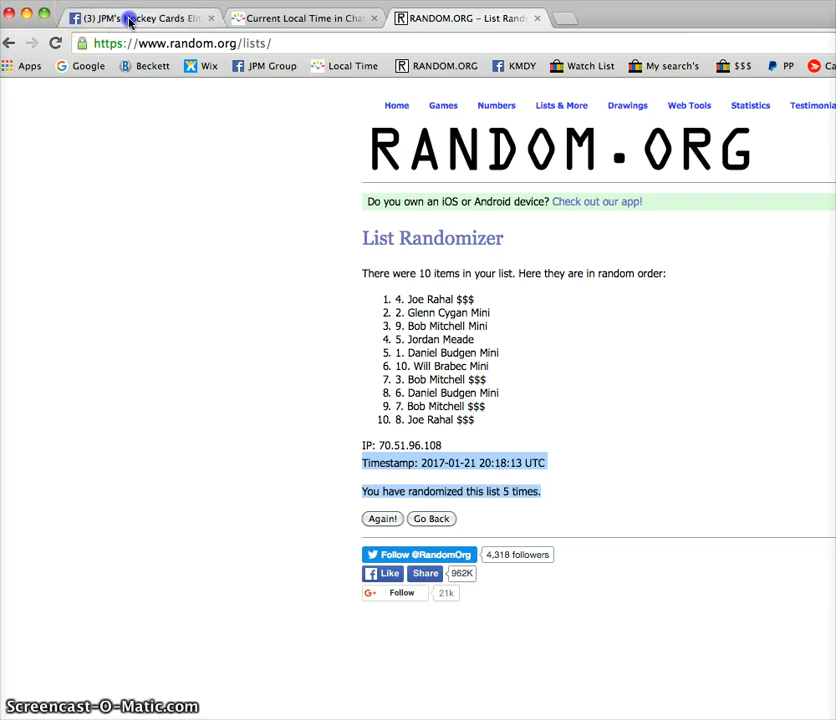 (3) JPM's Hockey Cards Elit
Current Local Time in Chat
RANDOM.ORG - List Rando
https://www.random.org/lists/
Apps
Google
Beckett
Wix
JPM Group
Local Time
RANDOM.ORG
KMDY
Watch List
My search's
$$$
PP
Ca
Home
Games
Numbers
Lists & More
Drawings
Web Tools
Statistics
Testimonia
RANDOM.ORG
Do you own an iOS or Android device? Check out our app!
List Randomizer
There were 10 items in your list. Here they are in random order:
1. 4. Joe Rahal $$$
2. 2. Glenn Cygan Mini
3. 9. Bob Mitchell Mini
4. 5. Jordan Meade
5. 1. Daniel Budgen Mini
6. 10. Will Brabec Mini
7. 3. Bob Mitchell $$$
8. 6. Daniel Budgen Mini
9. 7. Bob Mitchell $$$
10. 8. Joe Rahal $$$
IP: 70.51.96.108
Timestamp: 2017-01-21 20:18:13 UTC
You have randomized this list 5 times.
Again!
Go Back
Follow @RandomOrg
4,318 followers
Like
Share
962K
G+
Follow
21k
Screencast-O-Matic.com